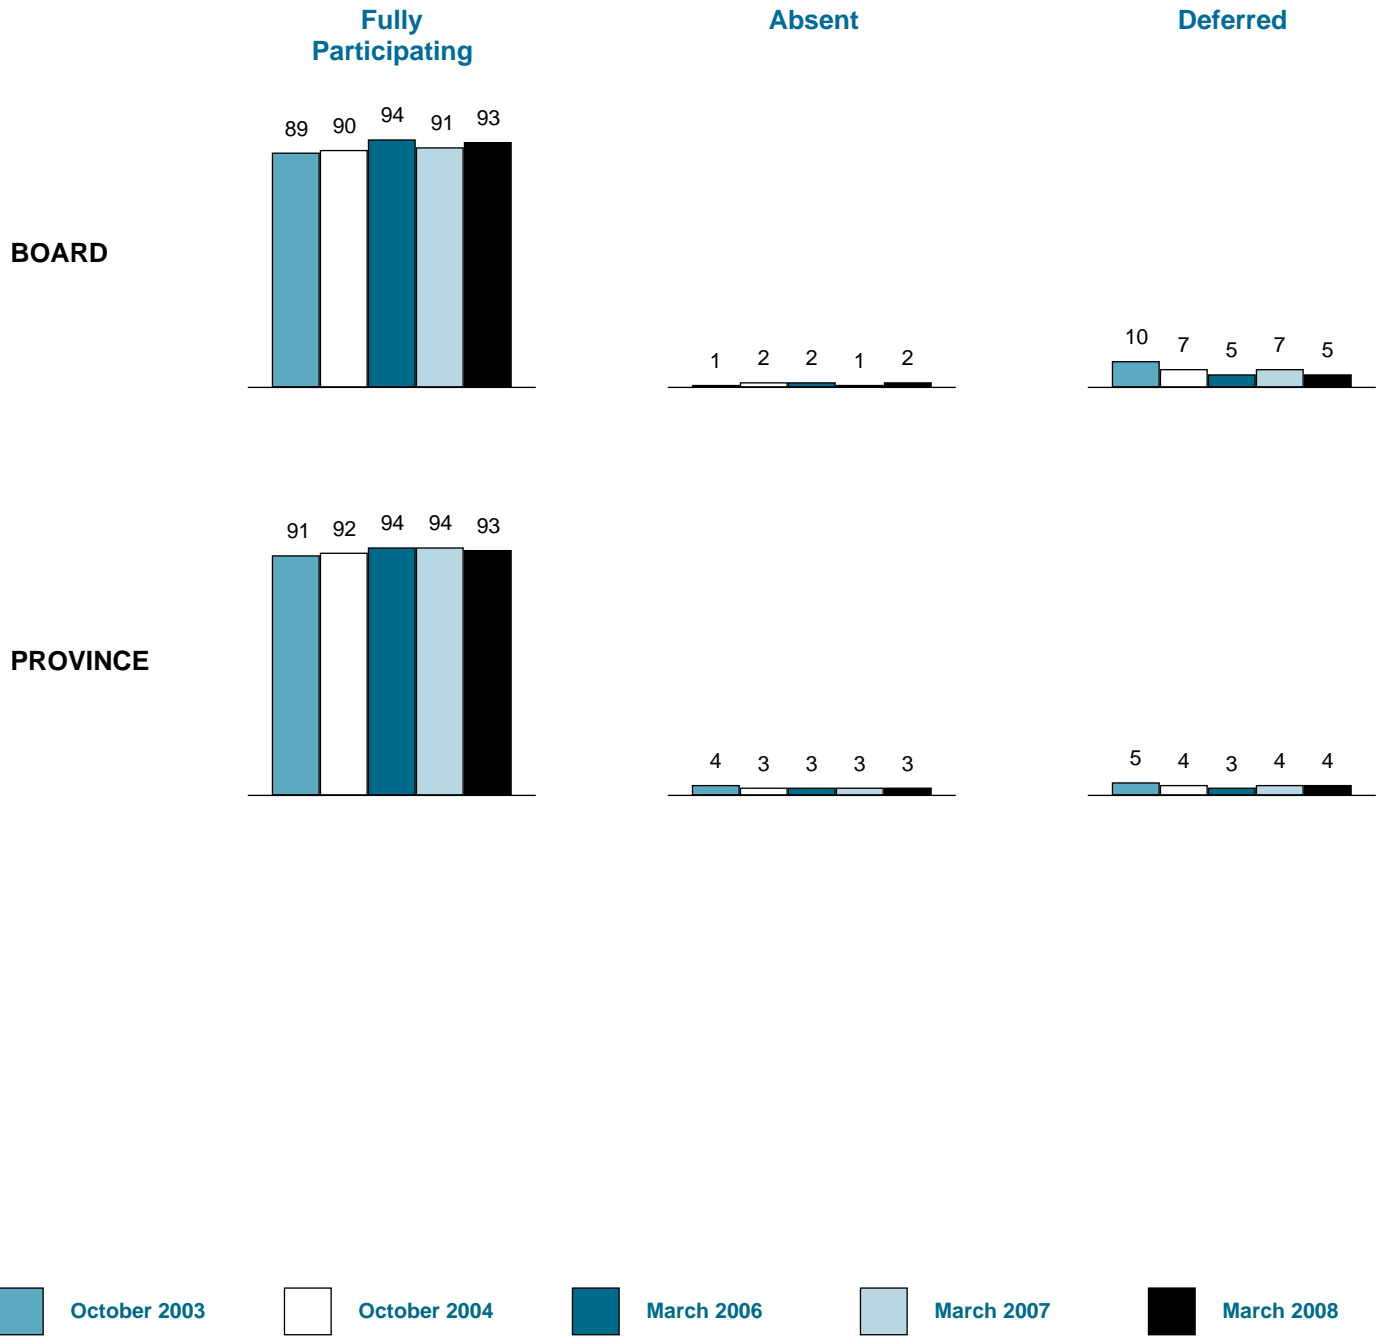 Fully
Participating
Absent
Deferred
BOARD
89 90 94 91 93
1 2 2 1 2
10 7 5 7 5
PROVINCE
91 92 94 94 93
4 3 3 3 3
5 4 3 4 4
October 2003
October 2004
March 2006
March 2007
March 2008